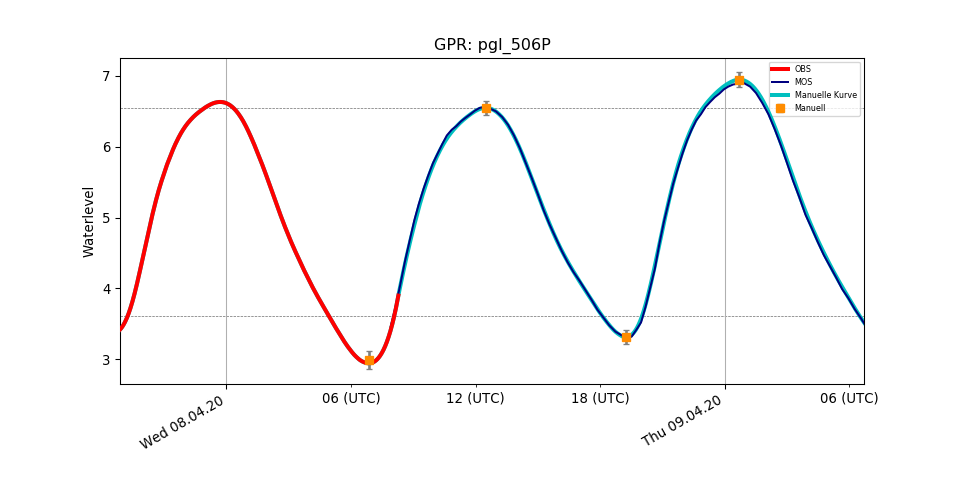 GPR: pgl_506P
7
6
5
4
3
Waterlevel
OBS
MOS
Manuelle Kurve
Manuell
Wed 08.04.20
06 (UTC)
12 (UTC)
18 (UTC)
Thu 09.04.20
06 (UTC)